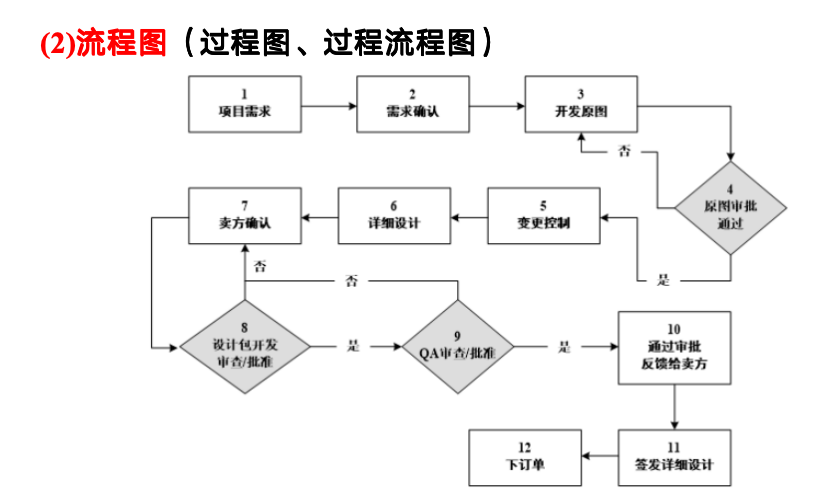 (2)流程图（过程图、过程流程图）
1
项目需求
2
需求确认
3
开发原图
否
4
原图审批
通过
7
卖方确认
6
详细设计
5
变更控制
是
否
否
8
设计包开发
审查/批准
是
9
QA审查/批准
是
10
通过审批
反馈给卖方
12
下订单
11
签发详细设计